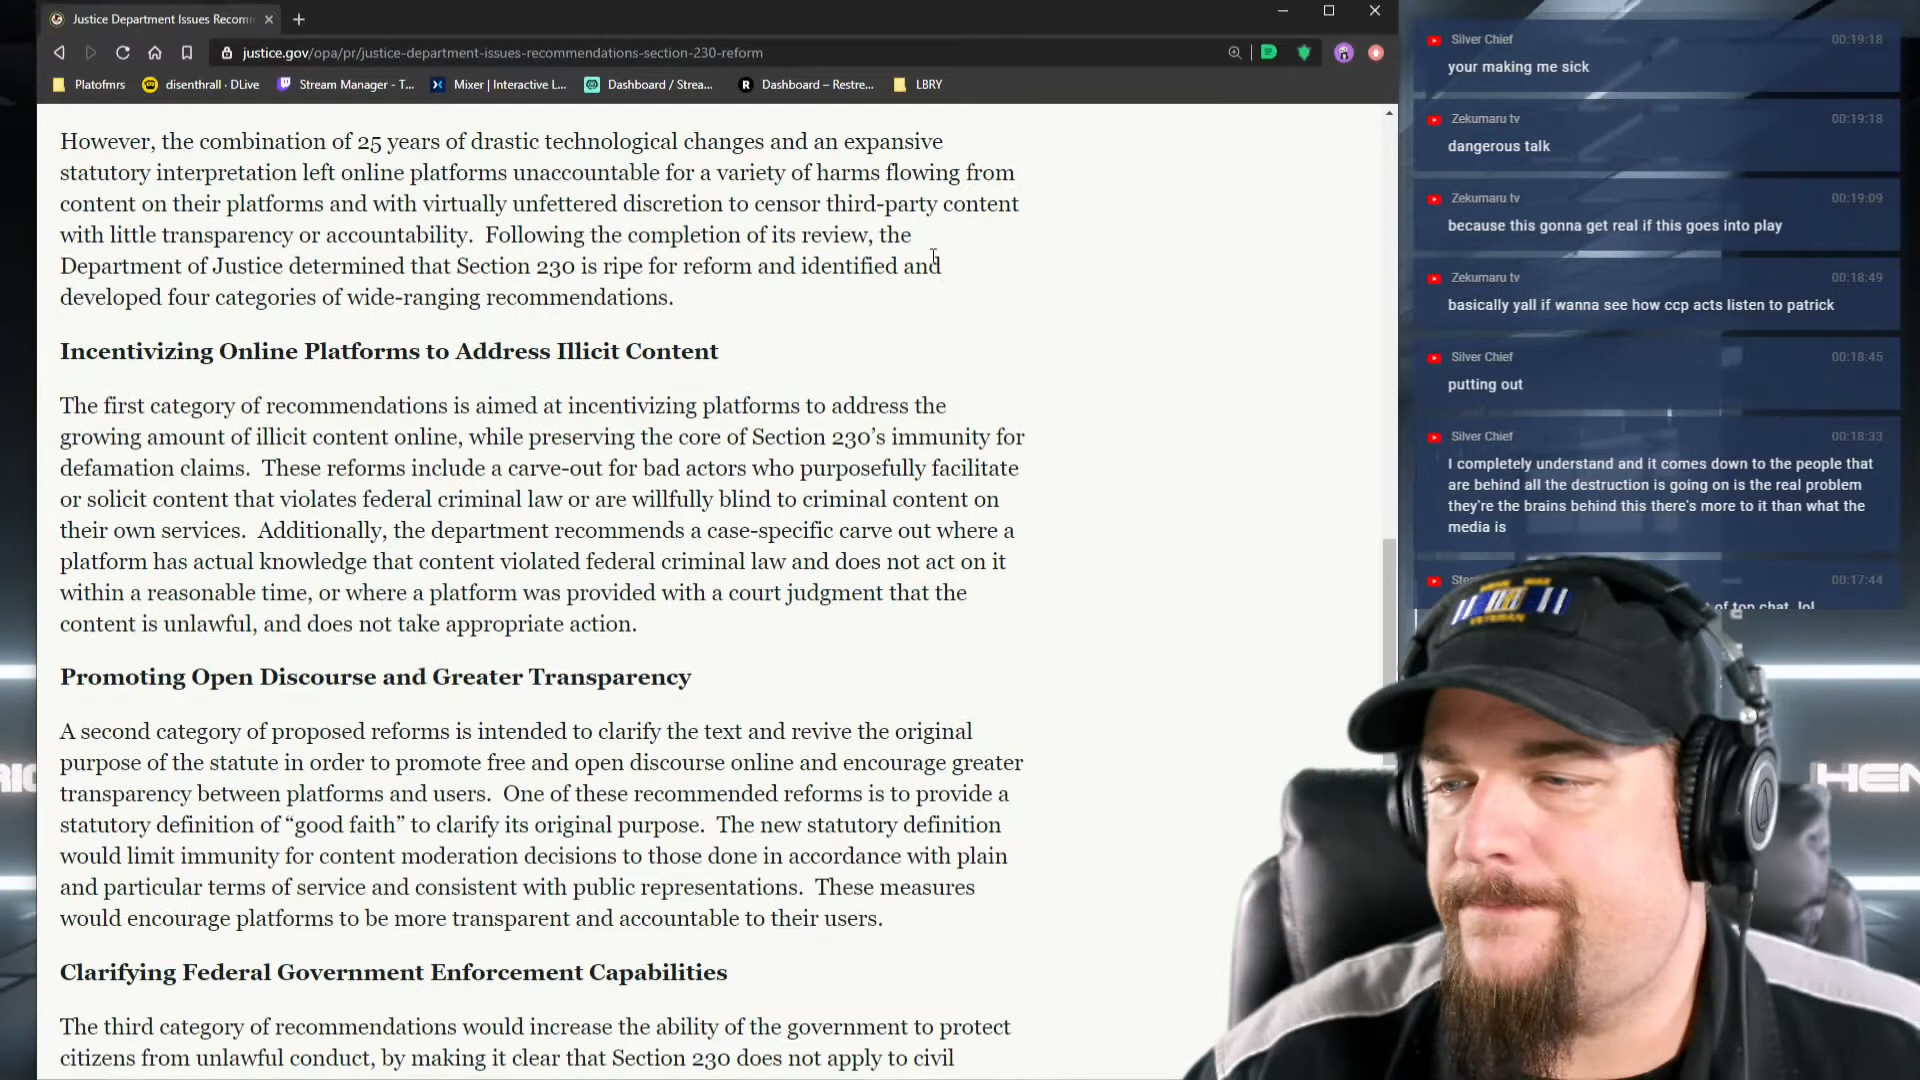 Justice Department Issues Recom
justice.gov/opa/pr/justice-department-issues-recommendations-section-230-reform
Platofmrs
disenthrall · DLive
Stream Manager - T...
Mixer | Interactive L...
Dashboard / Strea...
Dashboard – Restre...
LBRY
However, the combination of 25 years of drastic technological changes and an expansive
statutory interpretation left online platforms unaccountable for a variety of harms flowing from
content on their platforms and with virtually unfettered discretion to censor third-party content
with little transparency or accountability.  Following the completion of its review, the
Department of Justice determined that Section 230 is ripe for reform and identified and
developed four categories of wide-ranging recommendations.
Incentivizing Online Platforms to Address Illicit Content
The first category of recommendations is aimed at incentivizing platforms to address the
growing amount of illicit content online, while preserving the core of Section 230’s immunity for
defamation claims.  These reforms include a carve-out for bad actors who purposefully facilitate
or solicit content that violates federal criminal law or are willfully blind to criminal content on
their own services.  Additionally, the department recommends a case-specific carve out where a
platform has actual knowledge that content violated federal criminal law and does not act on it
within a reasonable time, or where a platform was provided with a court judgment that the
content is unlawful, and does not take appropriate action.
Promoting Open Discourse and Greater Transparency
A second category of proposed reforms is intended to clarify the text and revive the original
purpose of the statute in order to promote free and open discourse online and encourage greater
transparency between platforms and users.  One of these recommended reforms is to provide a
statutory definition of “good faith” to clarify its original purpose.  The new statutory definition
would limit immunity for content moderation decisions to those done in accordance with plain
and particular terms of service and consistent with public representations.  These measures
would encourage platforms to be more transparent and accountable to their users.
Clarifying Federal Government Enforcement Capabilities
The third category of recommendations would increase the ability of the government to protect
citizens from unlawful conduct, by making it clear that Section 230 does not apply to civil
Silver Chief 00:19:18
your making me sick
Zekumaru tv 00:19:18
dangerous talk
Zekumaru tv 00:19:09
because this gonna get real if this goes into play
Zekumaru tv 00:18:49
basically yall if wanna see how ccp acts listen to patrick
Silver Chief 00:18:45
putting out
Silver Chief 00:18:33
I completely understand and it comes down to the people that
are behind all the destruction is going on is the real problem
they're the brains behind this there's more to it than what the
media is
00:17:44
of top chat, lol
VETERAN
HEN